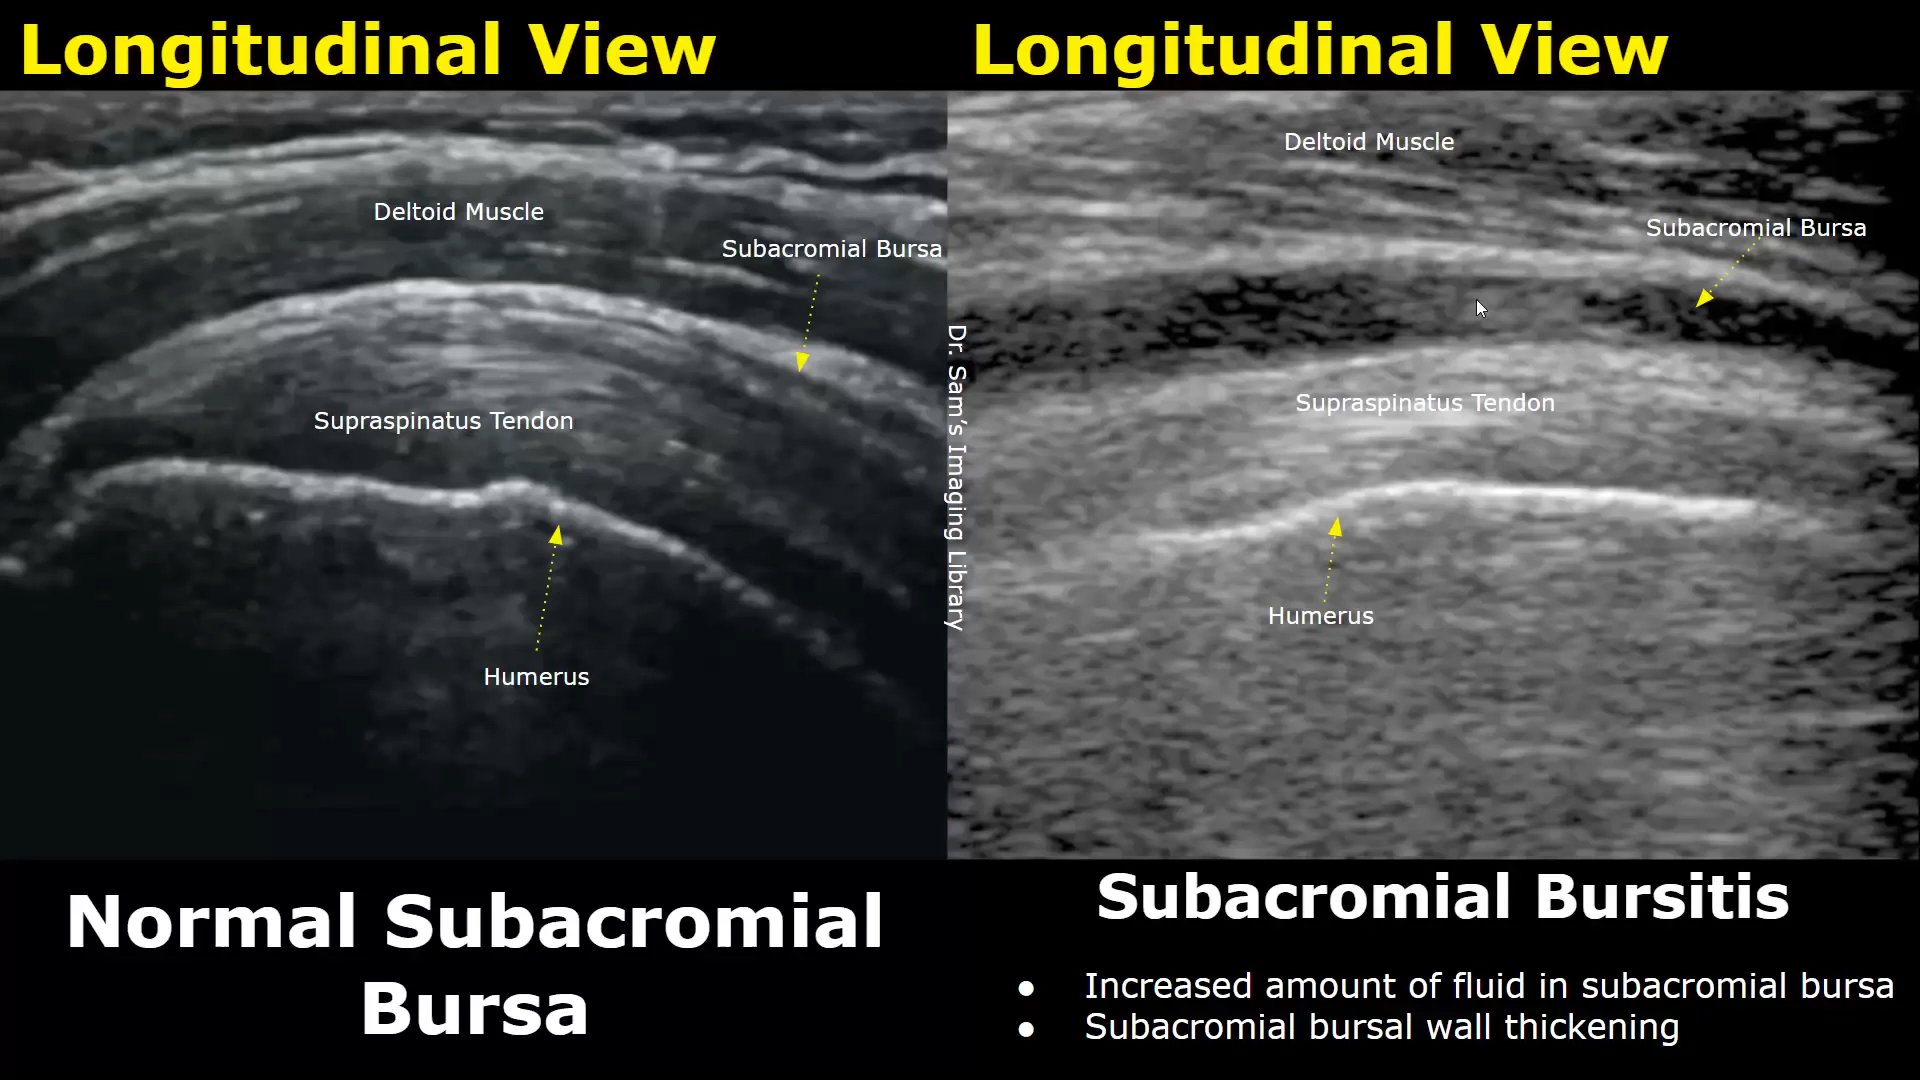 Longitudinal View
Deltoid Muscle
Subacromial Bursa
Supraspinatus Tendon
Humerus
Normal Subacromial
Bursa
Dr. Sam's Imaging Library
Longitudinal View
Deltoid Muscle
Subacromial Bursa
Supraspinatus Tendon
Humerus
Subacromial Bursitis
● Increased amount of fluid in subacromial bursa
● Subacromial bursal wall thickening